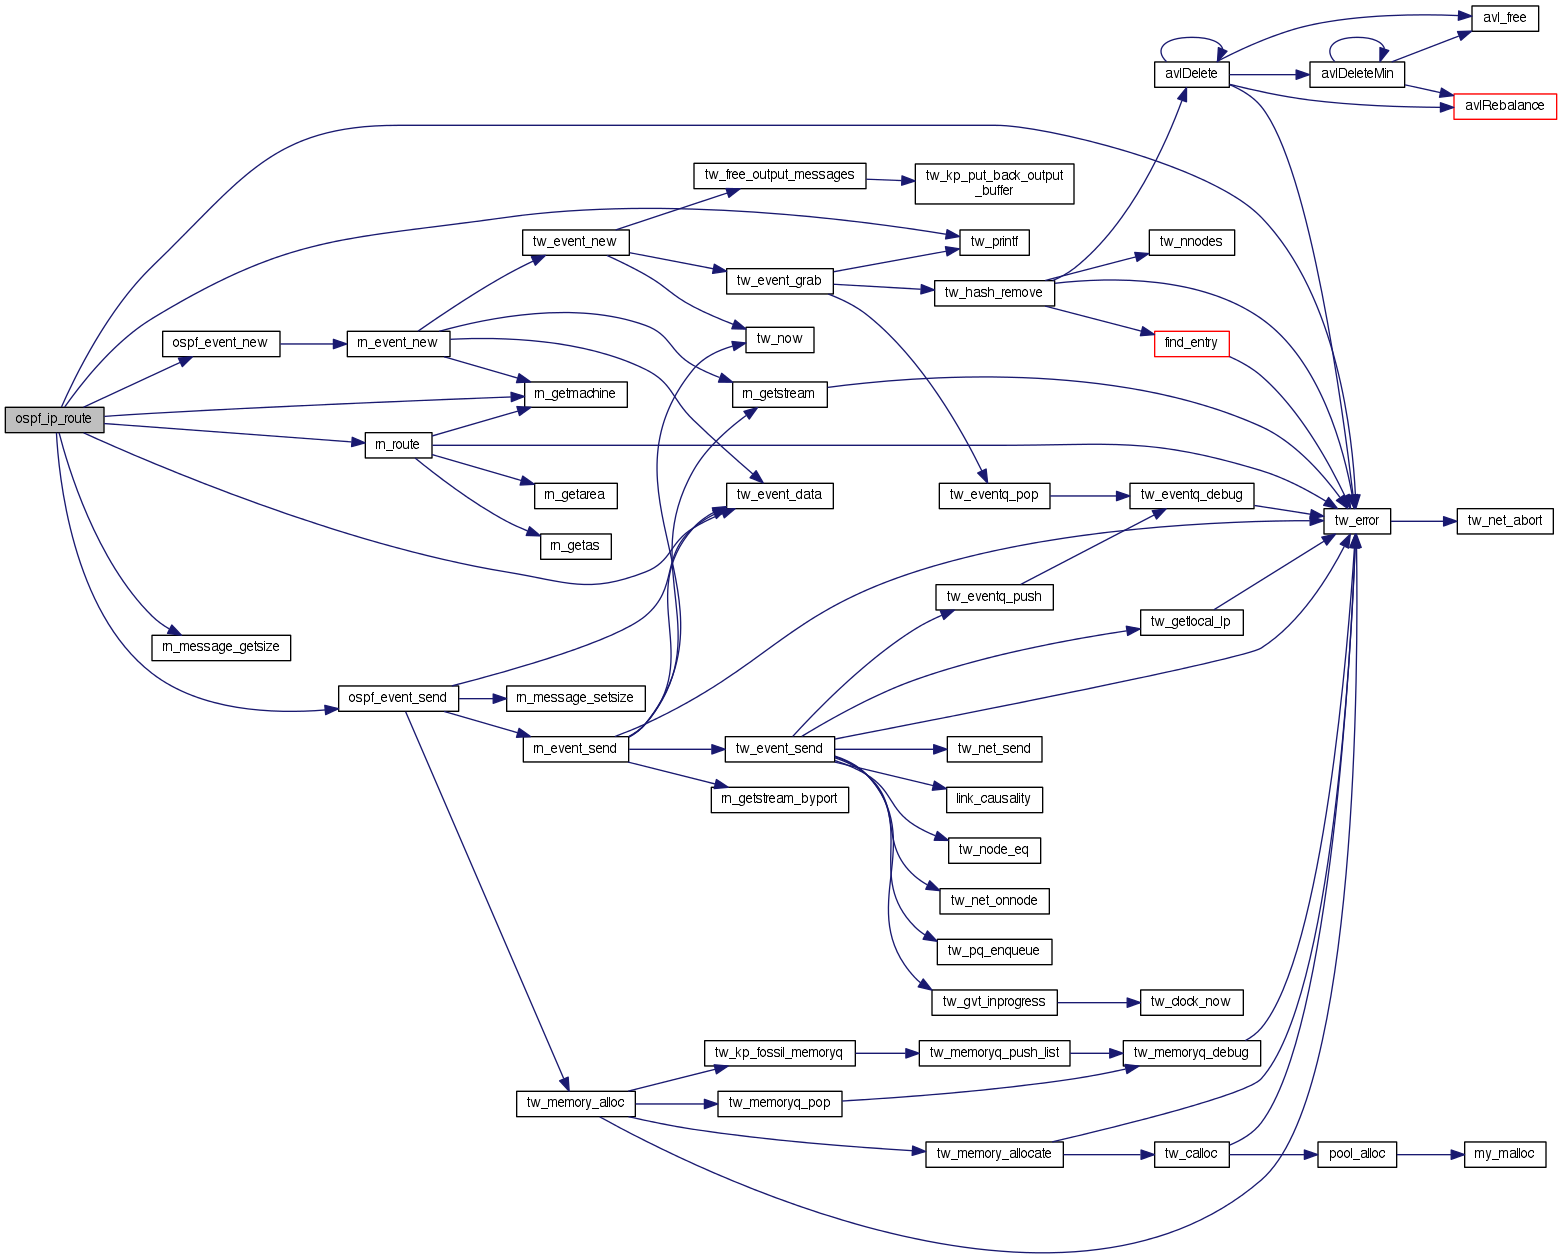 avl_free
avlDelete
avlDeleteMin
avlRebalance
tw_free_output_messages
tw_kp_put_back_output
_buffer
tw_event_new
tw_printf
tw_nnodes
tw_event_grab
tw_hash_remove
ospf_event_new
rn_event_new
tw_now
find_entry
rn_getmachine
rn_getstream
ospf_ip_route
rn_route
rn_getarea
tw_event_data
tw_eventq_pop
tw_eventq_debug
tw_error
tw_net_abort
rn_getas
tw_eventq_push
tw_getlocal_lp
rn_message_getsize
ospf_event_send
rn_message_setsize
rn_event_send
tw_event_send
tw_net_send
rn_getstream_byport
link_causality
tw_node_eq
tw_net_onnode
tw_pq_enqueue
tw_gvt_inprogress
tw_clock_now
tw_kp_fossil_memoryq
tw_memoryq_push_list
tw_memoryq_debug
tw_memory_alloc
tw_memoryq_pop
tw_memory_allocate
tw_calloc
pool_alloc
my_malloc